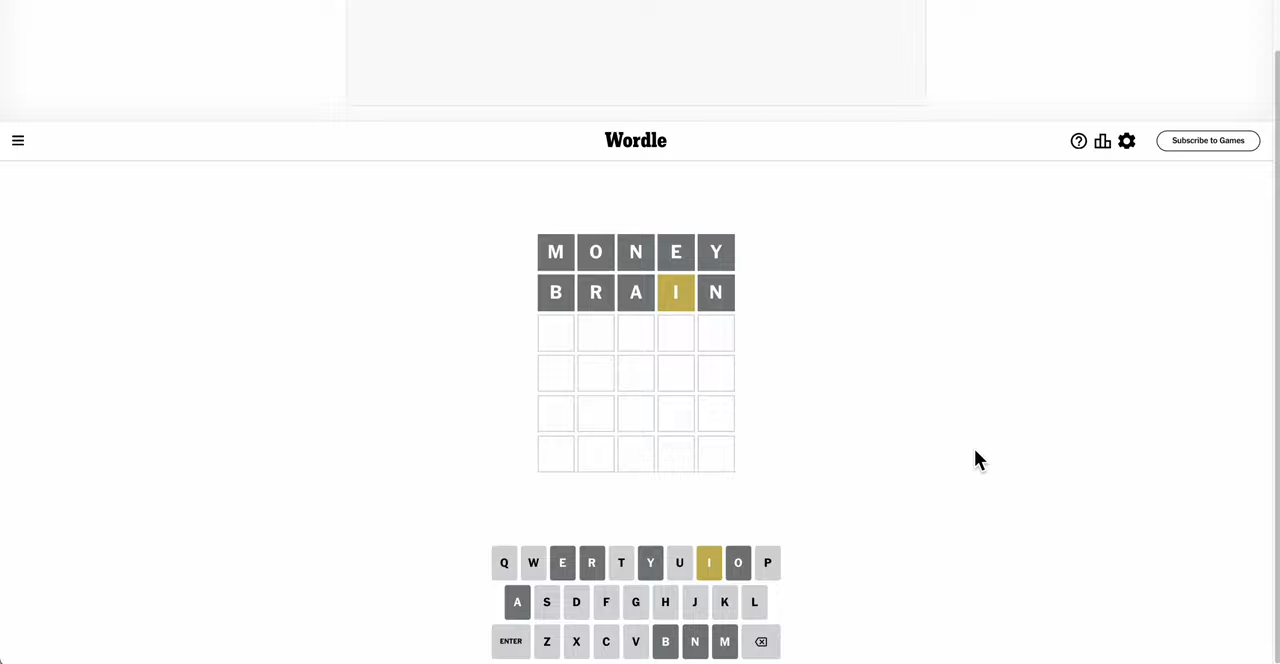 Wordle
Subscribe to Games
M O N E Y
B R A I N
Q W E R T Y U I O P
A S D F G H J K L
ENTER Z X C V B N M